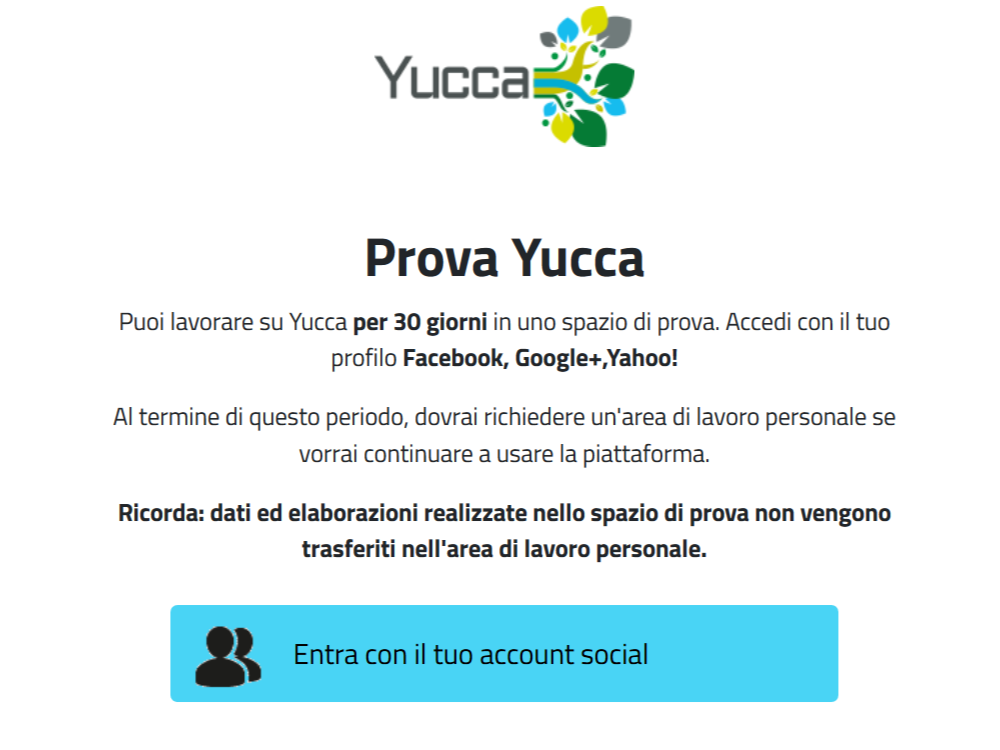 Yucca
Prova Yucca
Puoi lavorare su Yucca per 30 giorni in uno spazio di prova. Accedi con il tuo
profilo Facebook, Google+,Yahoo!
Al termine di questo periodo, dovrai richiedere un'area di lavoro personale se
vorrai continuare a usare la piattaforma.
Ricorda: dati ed elaborazioni realizzate nello spazio di prova non vengono
trasferiti nell'area di lavoro personale.
Entra con il tuo account social